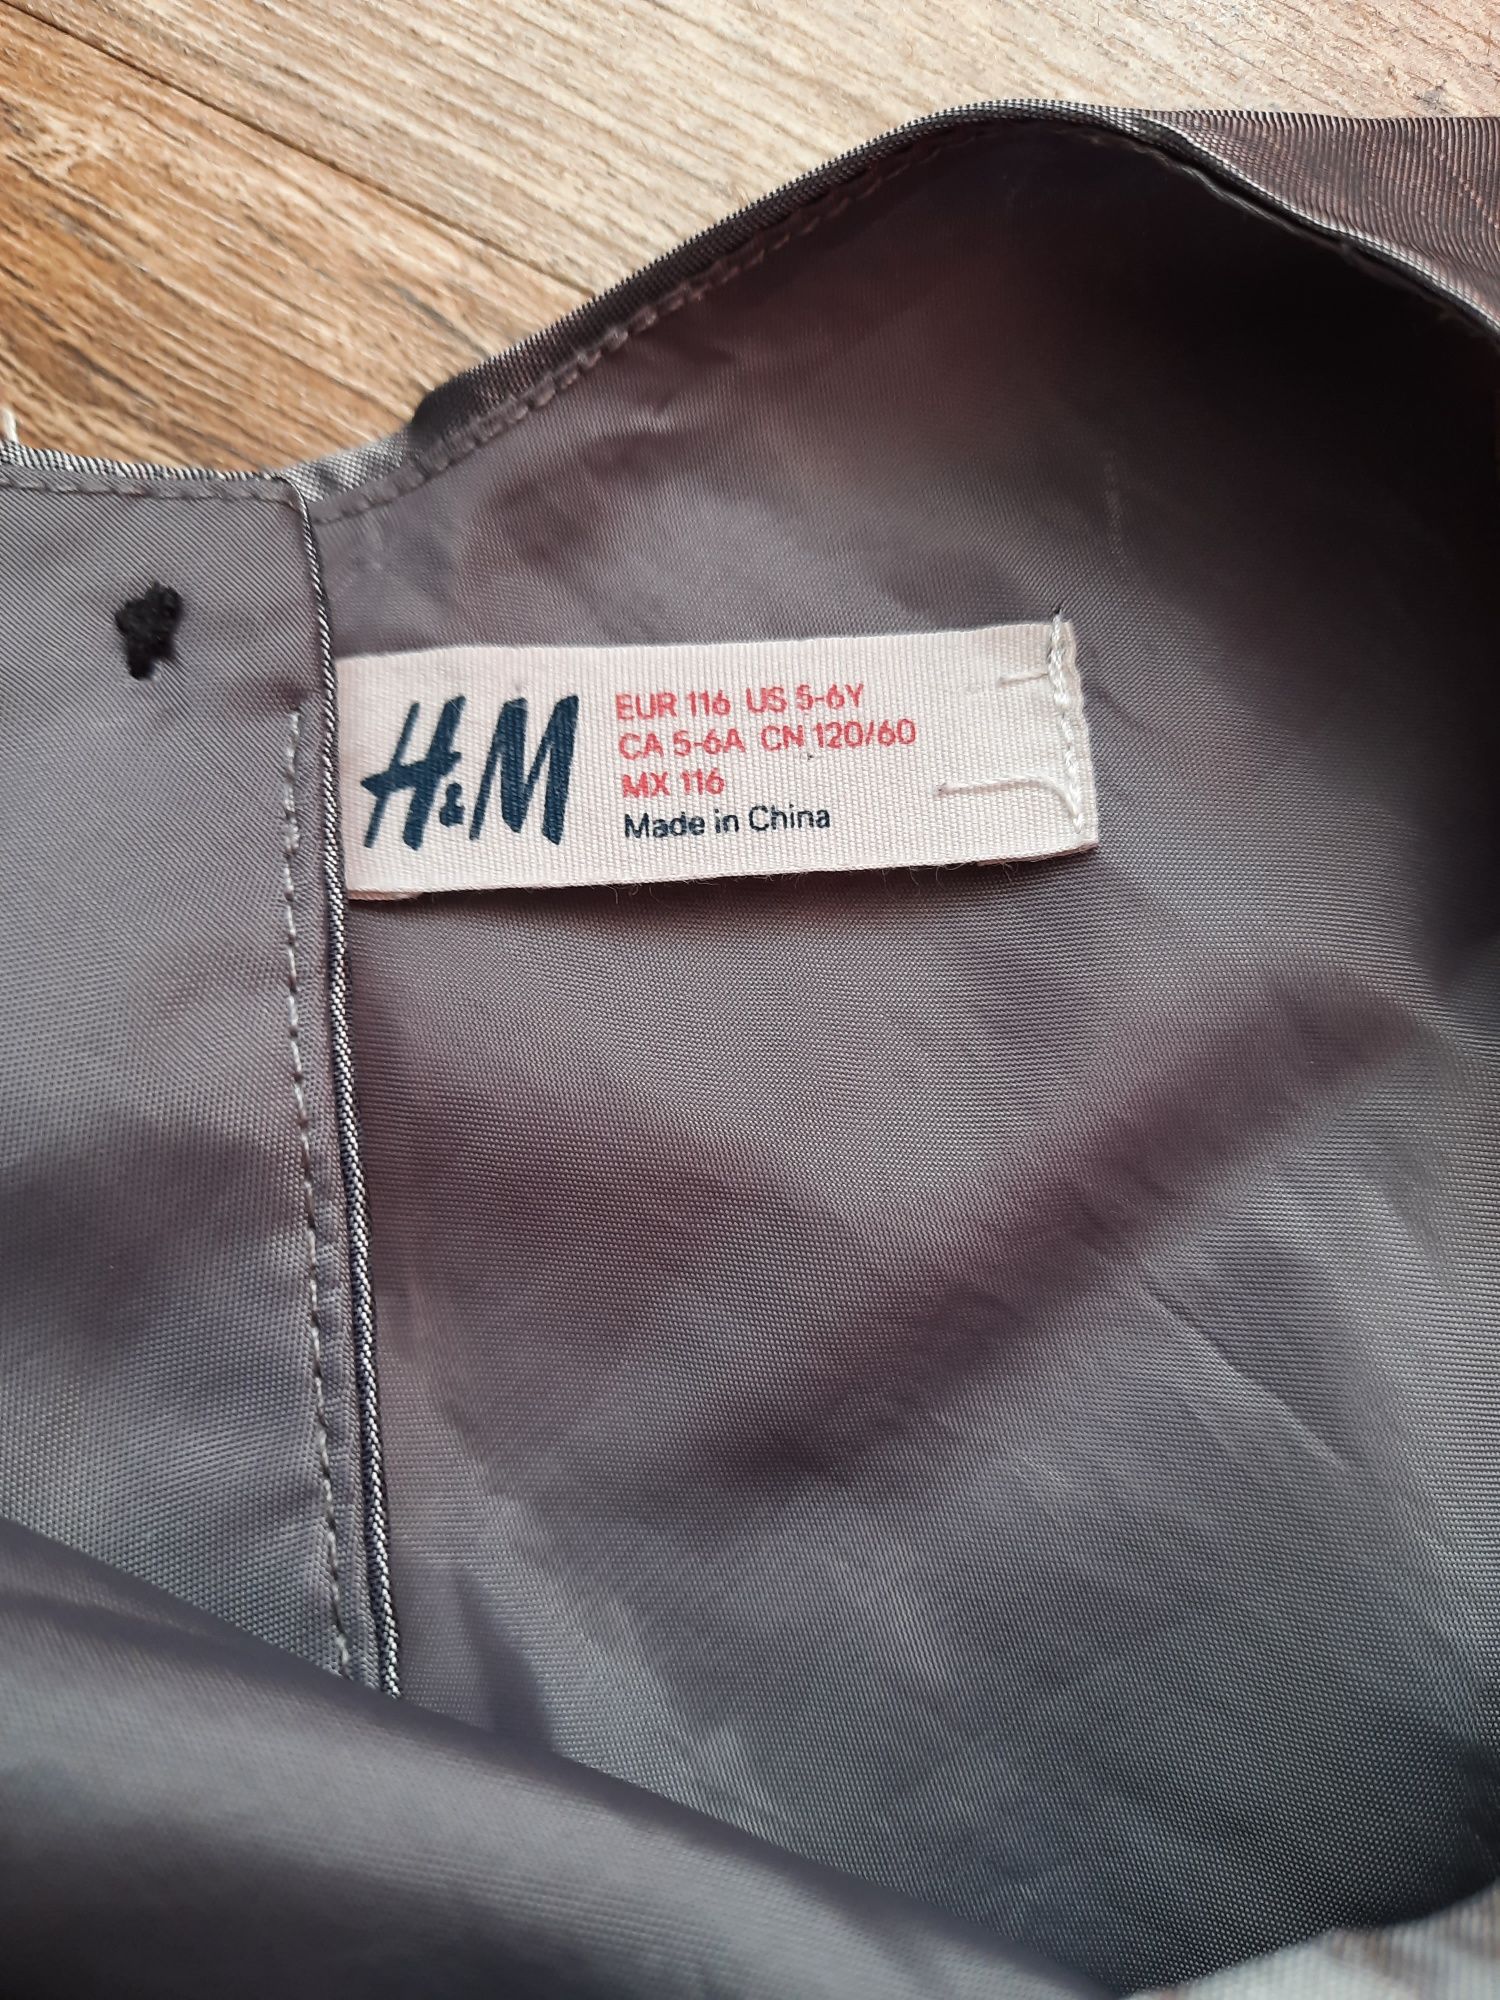 H&M
EUR 116 US 5-6Y
CA 5-6A CN 120/60
MX 116
Made in China